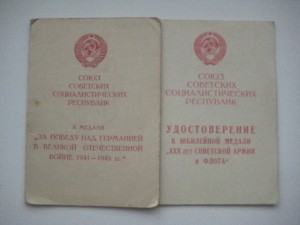 СОЮЗ
СОВЕТСКИХ
СОЦИАЛИСТИЧЕСКИХ
РЕСПУБЛИК
К МЕДАЛИ
„ЗА ПОБЕДУ НАД ГЕРМАНИЕЙ
В ВЕЛИКОЙ ОТЕЧЕСТВЕННОЙ
ВОЙНЕ 1941–1945 гг.“
СОЮЗ
СОВЕТСКИХ
СОЦИАЛИСТИЧЕСКИХ
РЕСПУБЛИК
УДОСТОВЕРЕНИЕ
К ЮБИЛЕЙНОЙ МЕДАЛИ
„XXX лет СОВЕТСКОЙ АРМИИ
и ФЛОТА“